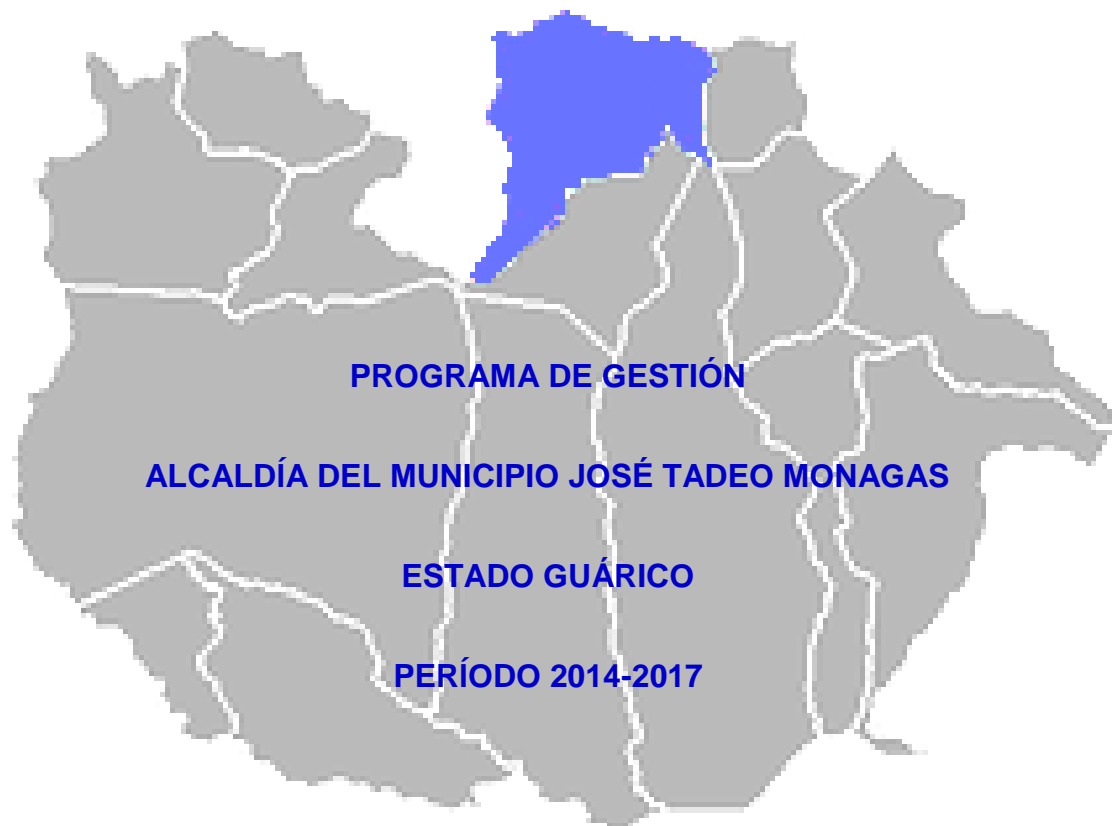 PROGRAMA DE GESTIÓN
ALCALDÍA DEL MUNICIPIO JOSÉ TADEO MONAGAS
ESTADO GUÁRICO
PERÍODO 2014-2017